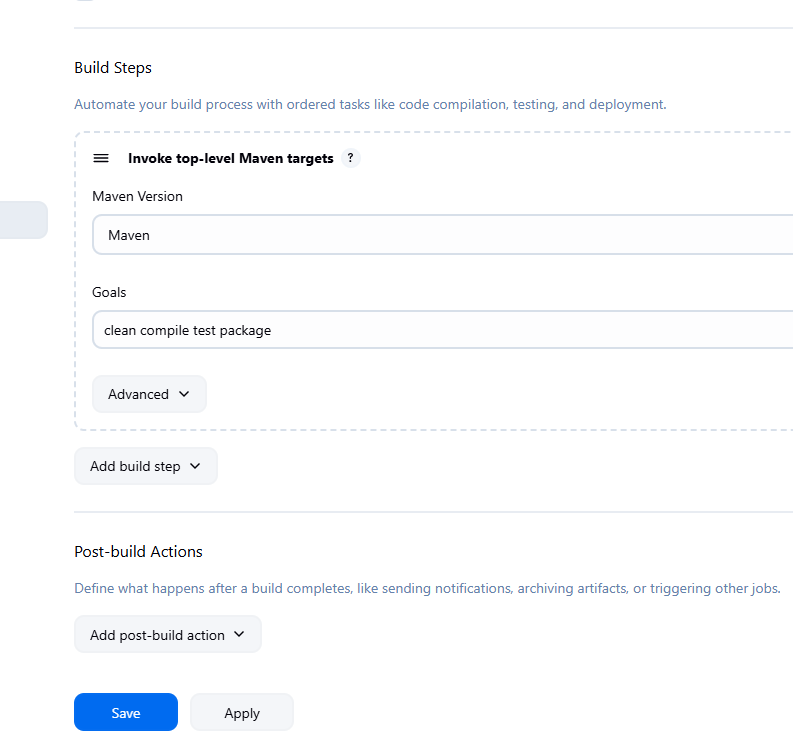 Build Steps
Automate your build process with ordered tasks like code compilation, testing, and deployment.
Invoke top-level Maven targets ?
Maven Version
Maven
Goals
clean compile test package
Advanced
Add build step
Post-build Actions
Define what happens after a build completes, like sending notifications, archiving artifacts, or triggering other jobs.
Add post-build action
Save Apply